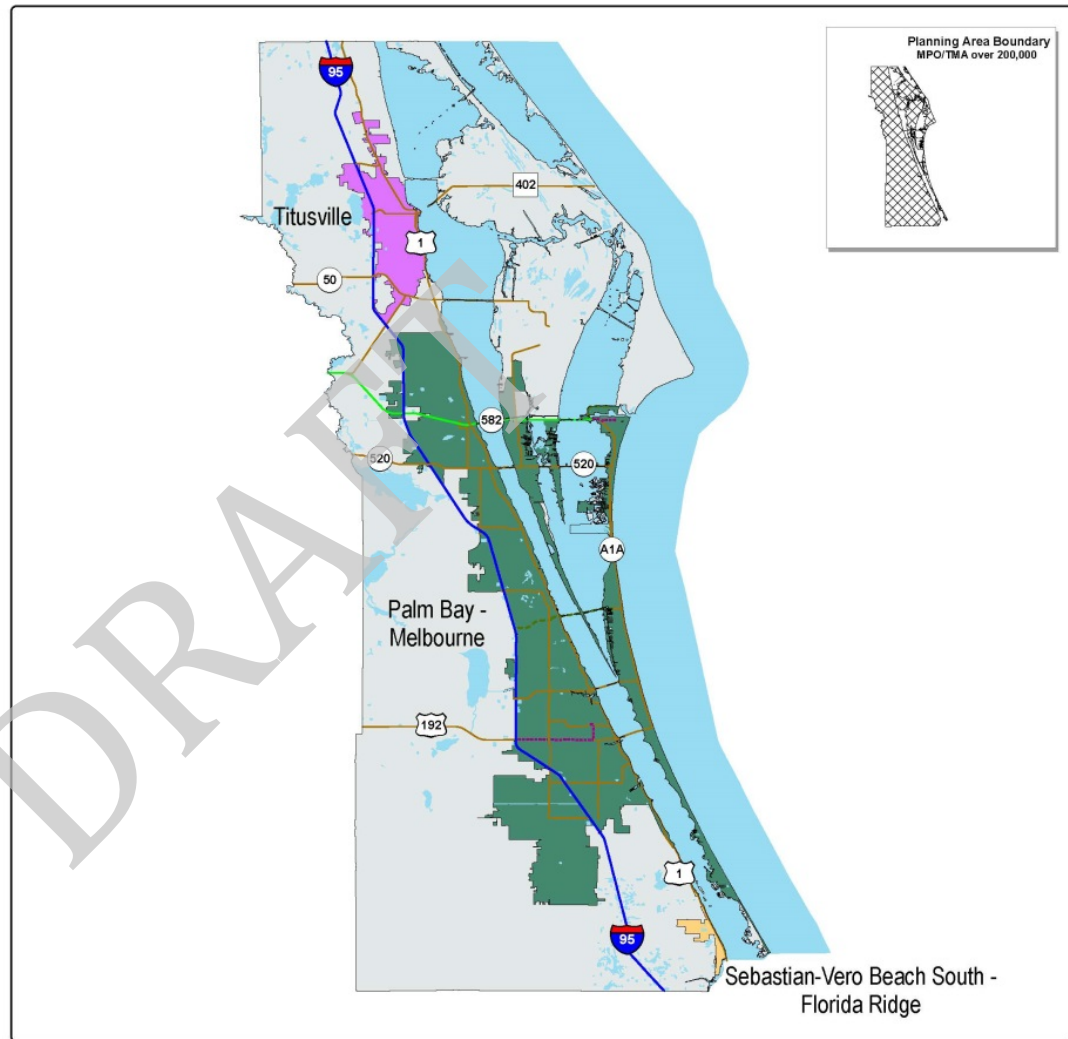 Planning Area Boundary
MPO/TMA over 200,000
95
402
Titusville
1
50
582
520
520
A1A
Palm Bay -
Melbourne
192
1
95
Sebastian-Vero Beach South -
Florida Ridge
DRAFT